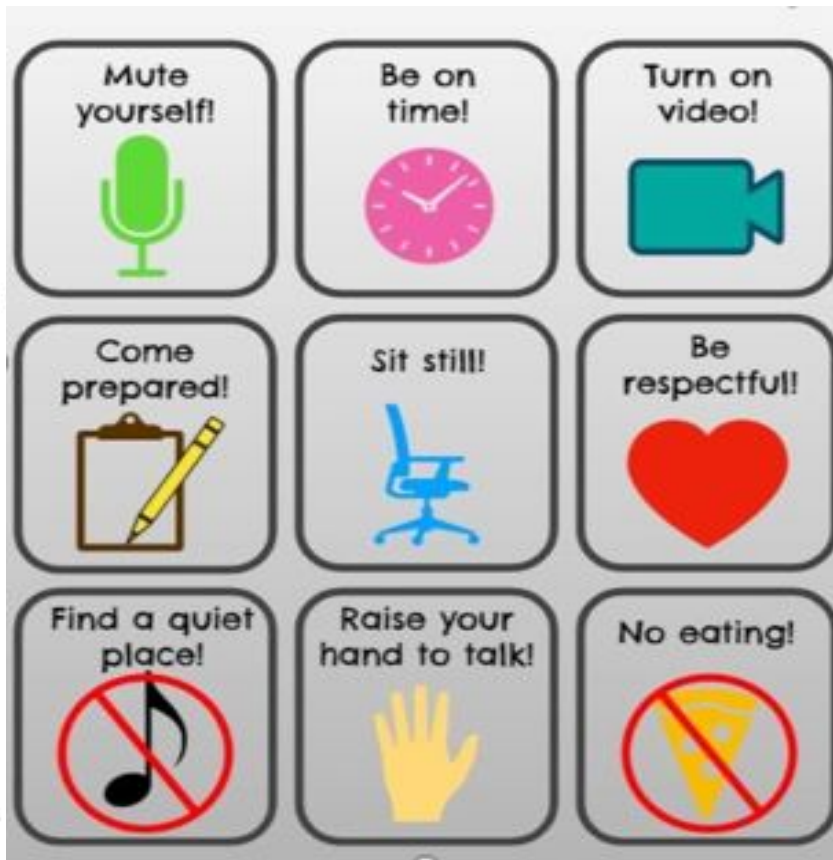 Mute
yourself!
Be on
time!
Turn on
video!
Come
prepared!
Sit still!
Be
respectful!
Find a quiet
place!
Raise your
hand to talk!
No eating!